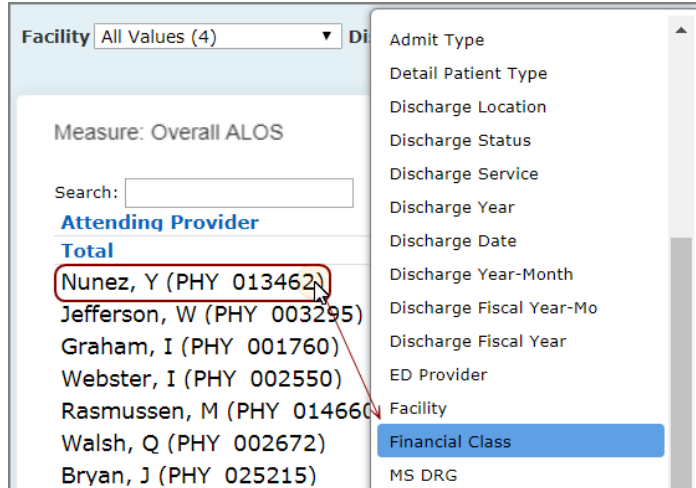 Facility All Values (4) Di
Measure: Overall ALOS
Search:
Attending Provider
Total
Nunez, Y (PHY 013462)
Jefferson, W (PHY 003295)
Graham, I (PHY 001760)
Webster, I (PHY 002550)
Rasmussen, M (PHY 014660
Walsh, Q (PHY 002672)
Bryan, J (PHY 025215)
Admit Type
Detail Patient Type
Discharge Location
Discharge Status
Discharge Service
Discharge Year
Discharge Date
Discharge Year-Month
Discharge Fiscal Year-Mo
Discharge Fiscal Year
ED Provider
Facility
Financial Class
MS DRG